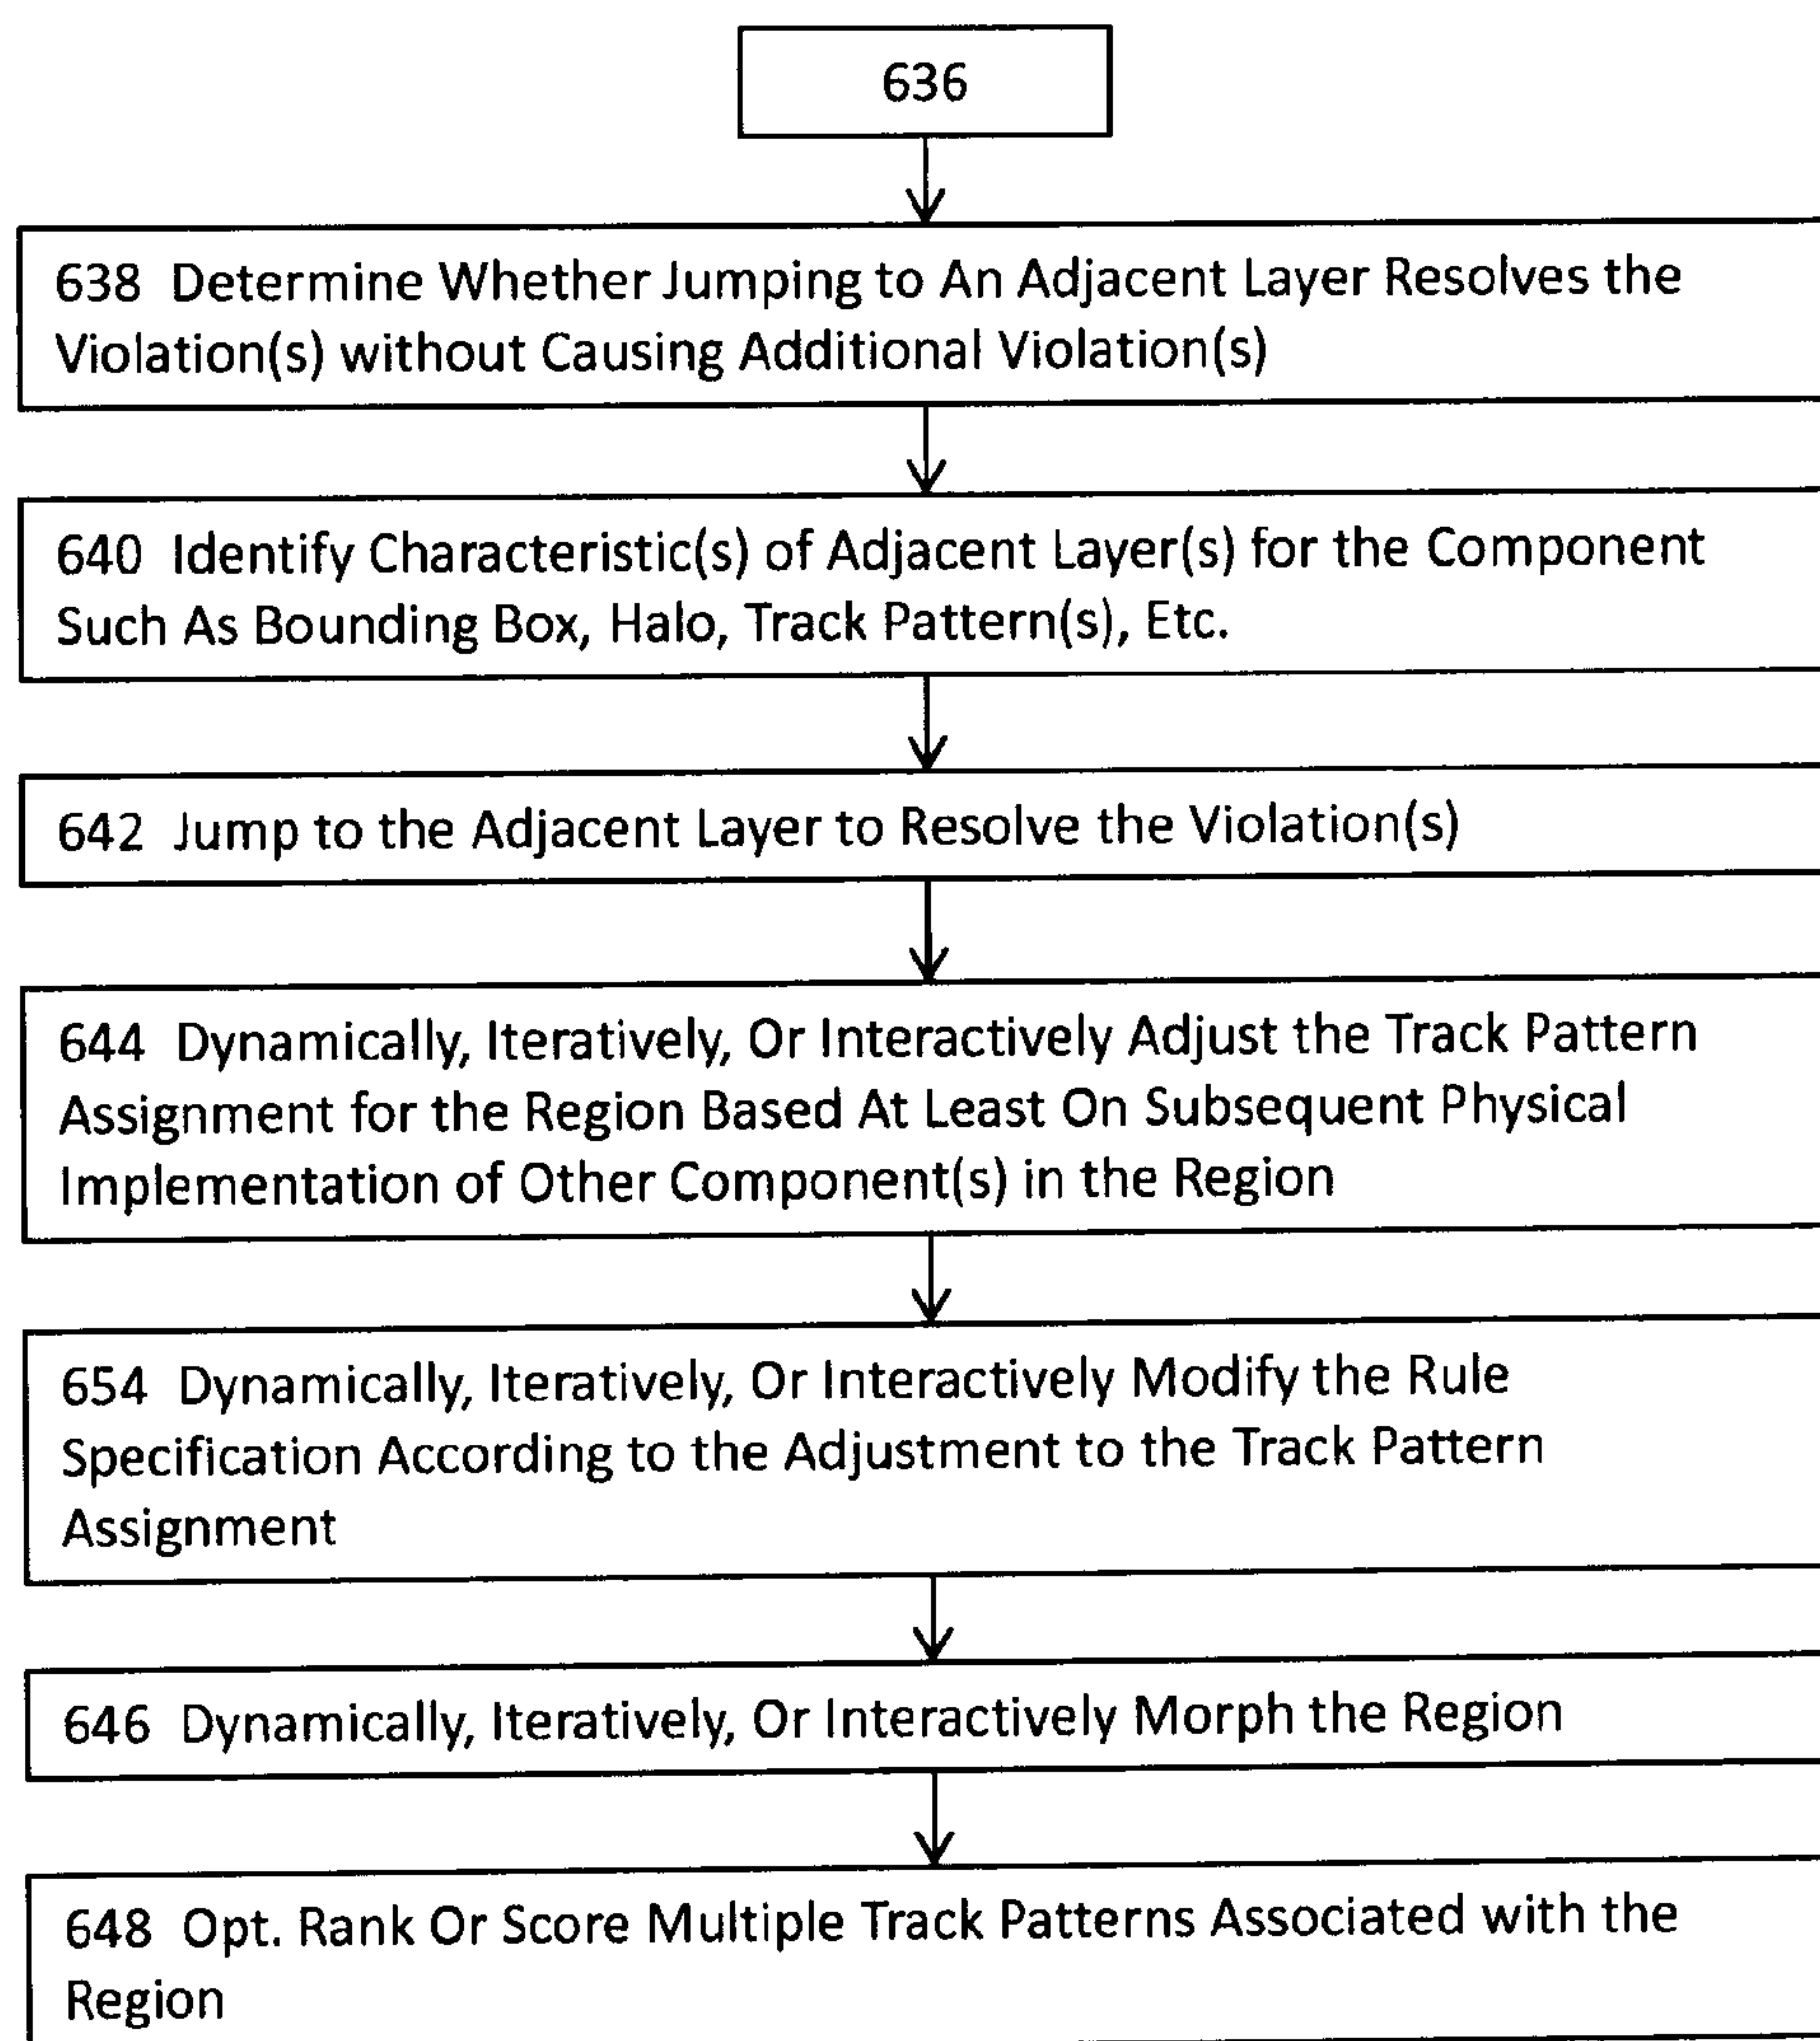 636
638 Determine Whether Jumping to An Adjacent Layer Resolves the
Violation(s) without Causing Additional Violation(s)
640 Identify Characteristic(s) of Adjacent Layer(s) for the Component
Such As Bounding Box, Halo, Track Pattern(s), Etc.
642 Jump to the Adjacent Layer to Resolve the Violation(s)
644 Dynamically, Iteratively, Or Interactively Adjust the Track Pattern
Assignment for the Region Based At Least On Subsequent Physical
Implementation of Other Component(s) in the Region
654 Dynamically, Iteratively, Or Interactively Modify the Rule
Specification According to the Adjustment to the Track Pattern
Assignment
646 Dynamically, Iteratively, Or Interactively Morph the Region
648 Opt. Rank Or Score Multiple Track Patterns Associated with the
Region